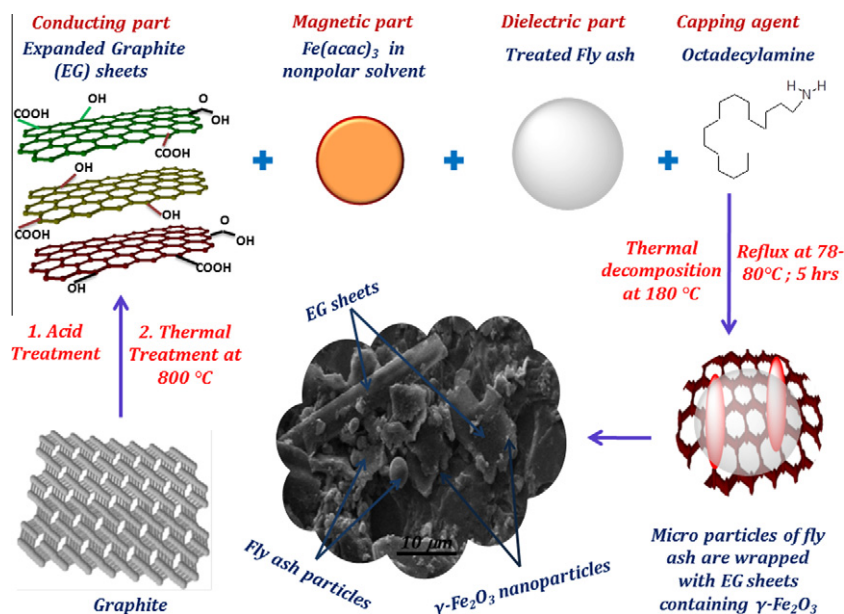 Conducting part
Expanded Graphite
(EG) sheets
Magnetic part
Fe(acac)₃ in
nonpolar solvent
Dielectric part
Treated Fly ash
Capping agent
Octadecylamine
OH
O
OH
COOH
COOH
OH
COOH
OH
O
OH
COOH
OH
H
N
H
+
+
+
Thermal
decomposition
at 180 °C
Reflux at 78-
80°C ; 5 hrs
1. Acid
Treatment
2. Thermal
Treatment at
800 °C
EG sheets
Fly ash particles
10 µm
γ-Fe₂O₃ nanoparticles
Graphite
Micro particles of fly
ash are wrapped
with EG sheets
containing γ-Fe₂O₃